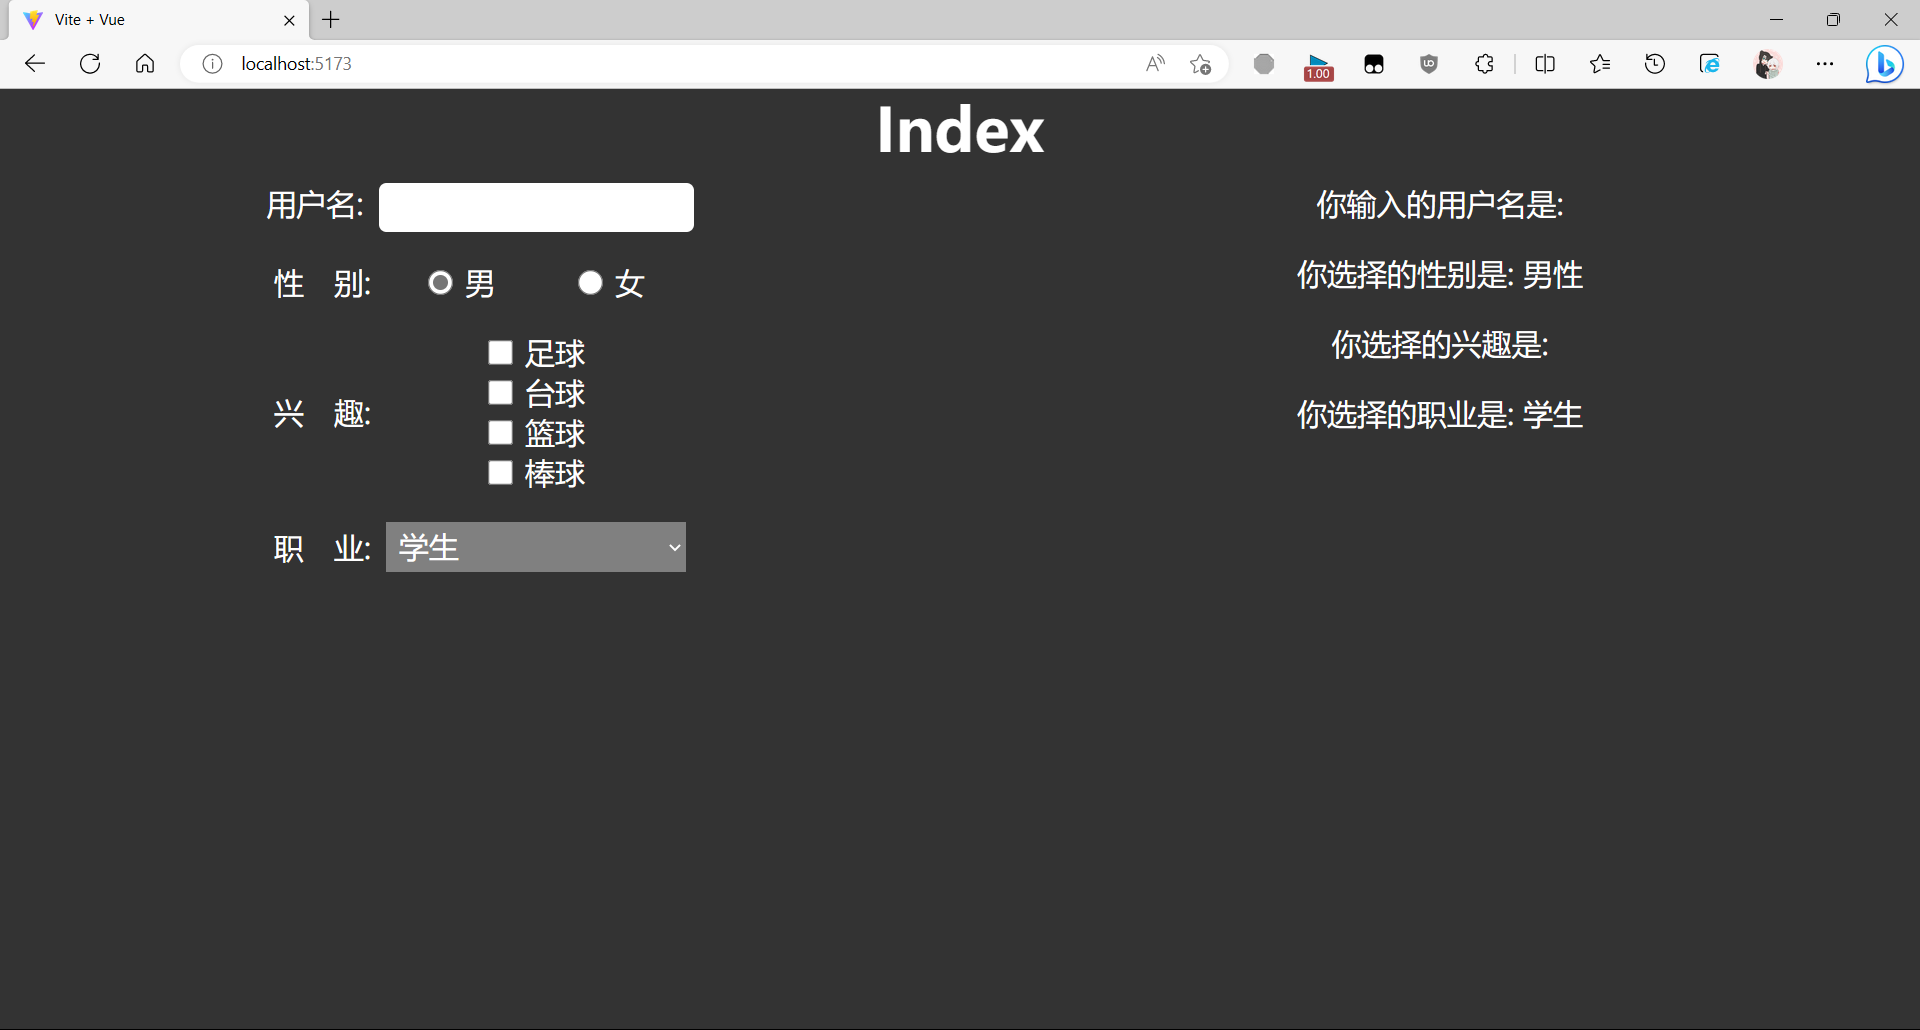 Vite + Vue
localhost:5173
1.00
Index
用户名:
性 别: 男 女
兴 趣:
足球
台球
篮球
棒球
职 业: 学生
你输入的用户名是:
你选择的性别是: 男性
你选择的兴趣是:
你选择的职业是: 学生